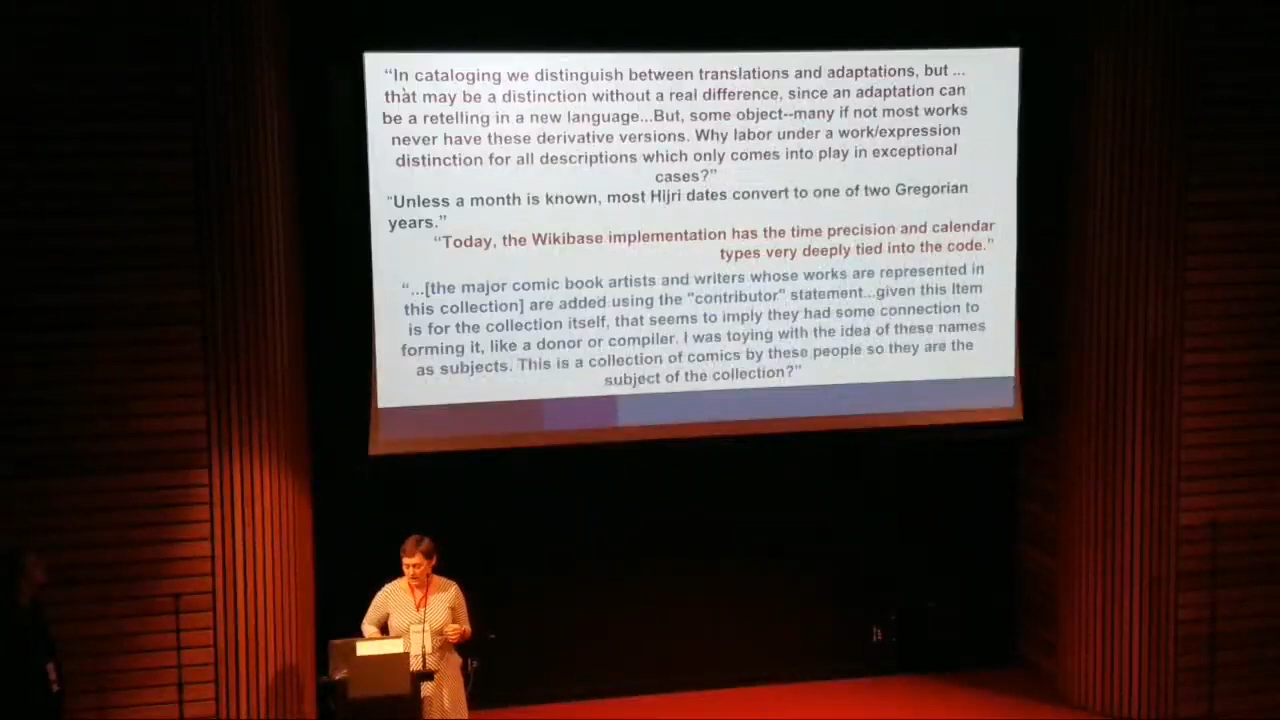 “In cataloging we distinguish between translations and adaptations, but ...
that may be a distinction without a real difference, since an adaptation can
be a retelling in a new language...But, some object--many if not most works
never have these derivative versions. Why labor under a work/expression
distinction for all descriptions which only comes into play in exceptional
cases?”
“Unless a month is known, most Hijri dates convert to one of two Gregorian
years.”
“Today, the Wikibase implementation has the time precision and calendar
types very deeply tied into the code.”
“...[the major comic book artists and writers whose works are represented in
this collection] are added using the "contributor" statement...given this Item
is for the collection itself, that seems to imply they had some connection to
forming it, like a donor or compiler. I was toying with the idea of these names
as subjects. This is a collection of comics by these people so they are the
subject of the collection?”